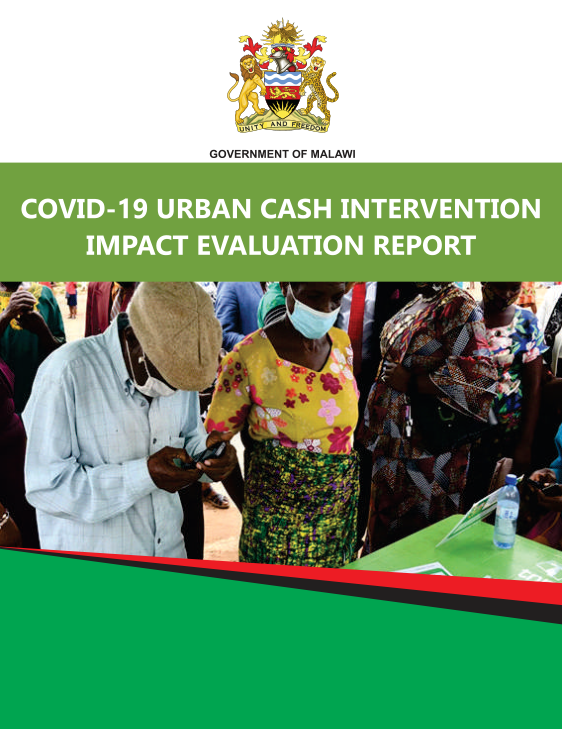 UNITY AND FREEDOM
GOVERNMENT OF MALAWI
COVID-19 URBAN CASH INTERVENTION
IMPACT EVALUATION REPORT